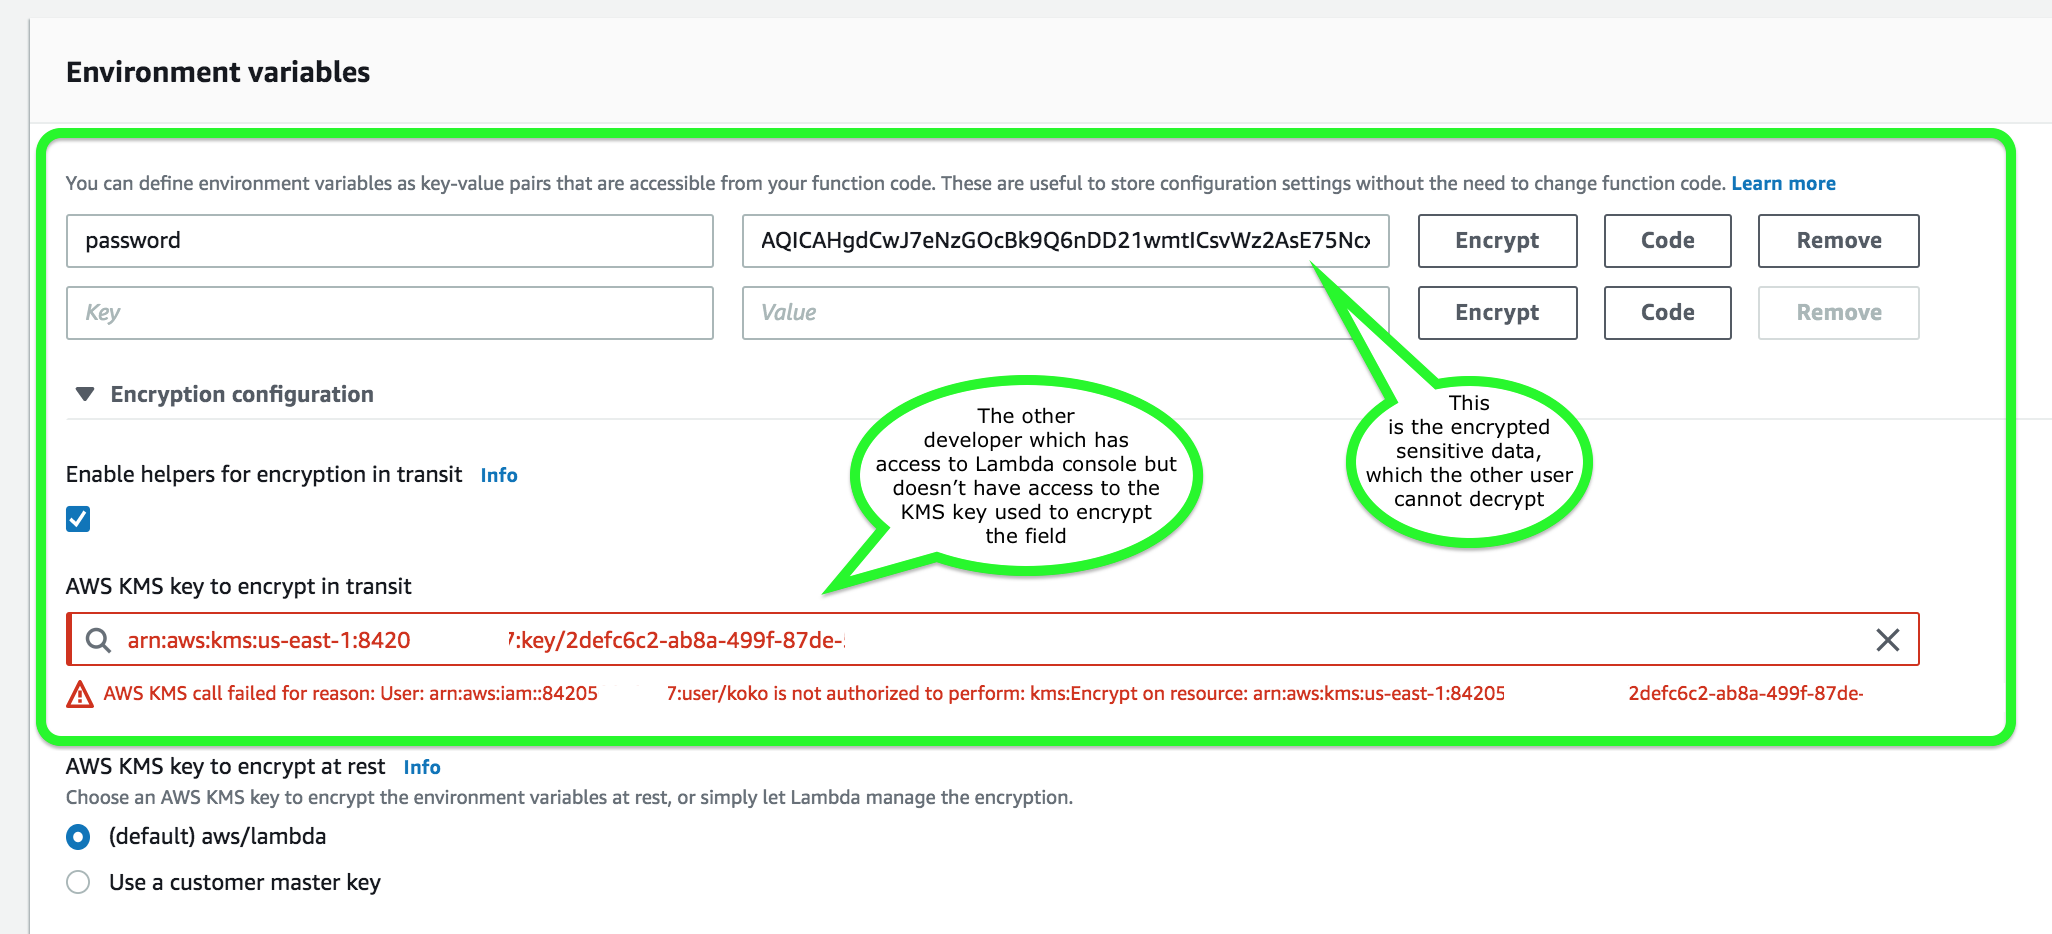 Environment variables
You can define environment variables as key-value pairs that are accessible from your function code. These are useful to store configuration settings without the need to change function code. Learn more
password AQICAHgdCwJ7eNzGOcBk9Q6nDD21wmtICsvWz2AsE75Ncx Encrypt Code Remove
Key Value Encrypt Code Remove
Encryption configuration
The other
developer which has
access to Lambda console but
doesn't have access to the
KMS key used to encrypt
the field
This
is the encrypted
sensitive data,
which the other user
cannot decrypt
Enable helpers for encryption in transit Info
AWS KMS key to encrypt in transit
arn:aws:kms:us-east-1:8420 7:key/2defc6c2-ab8a-499f-87de-
AWS KMS call failed for reason: User: arn:aws:iam::84205 7:user/koko is not authorized to perform: kms:Encrypt on resource: arn:aws:kms:us-east-1:84205 2defc6c2-ab8a-499f-87de-
AWS KMS key to encrypt at rest Info
Choose an AWS KMS key to encrypt the environment variables at rest, or simply let Lambda manage the encryption.
(default) aws/lambda
Use a customer master key